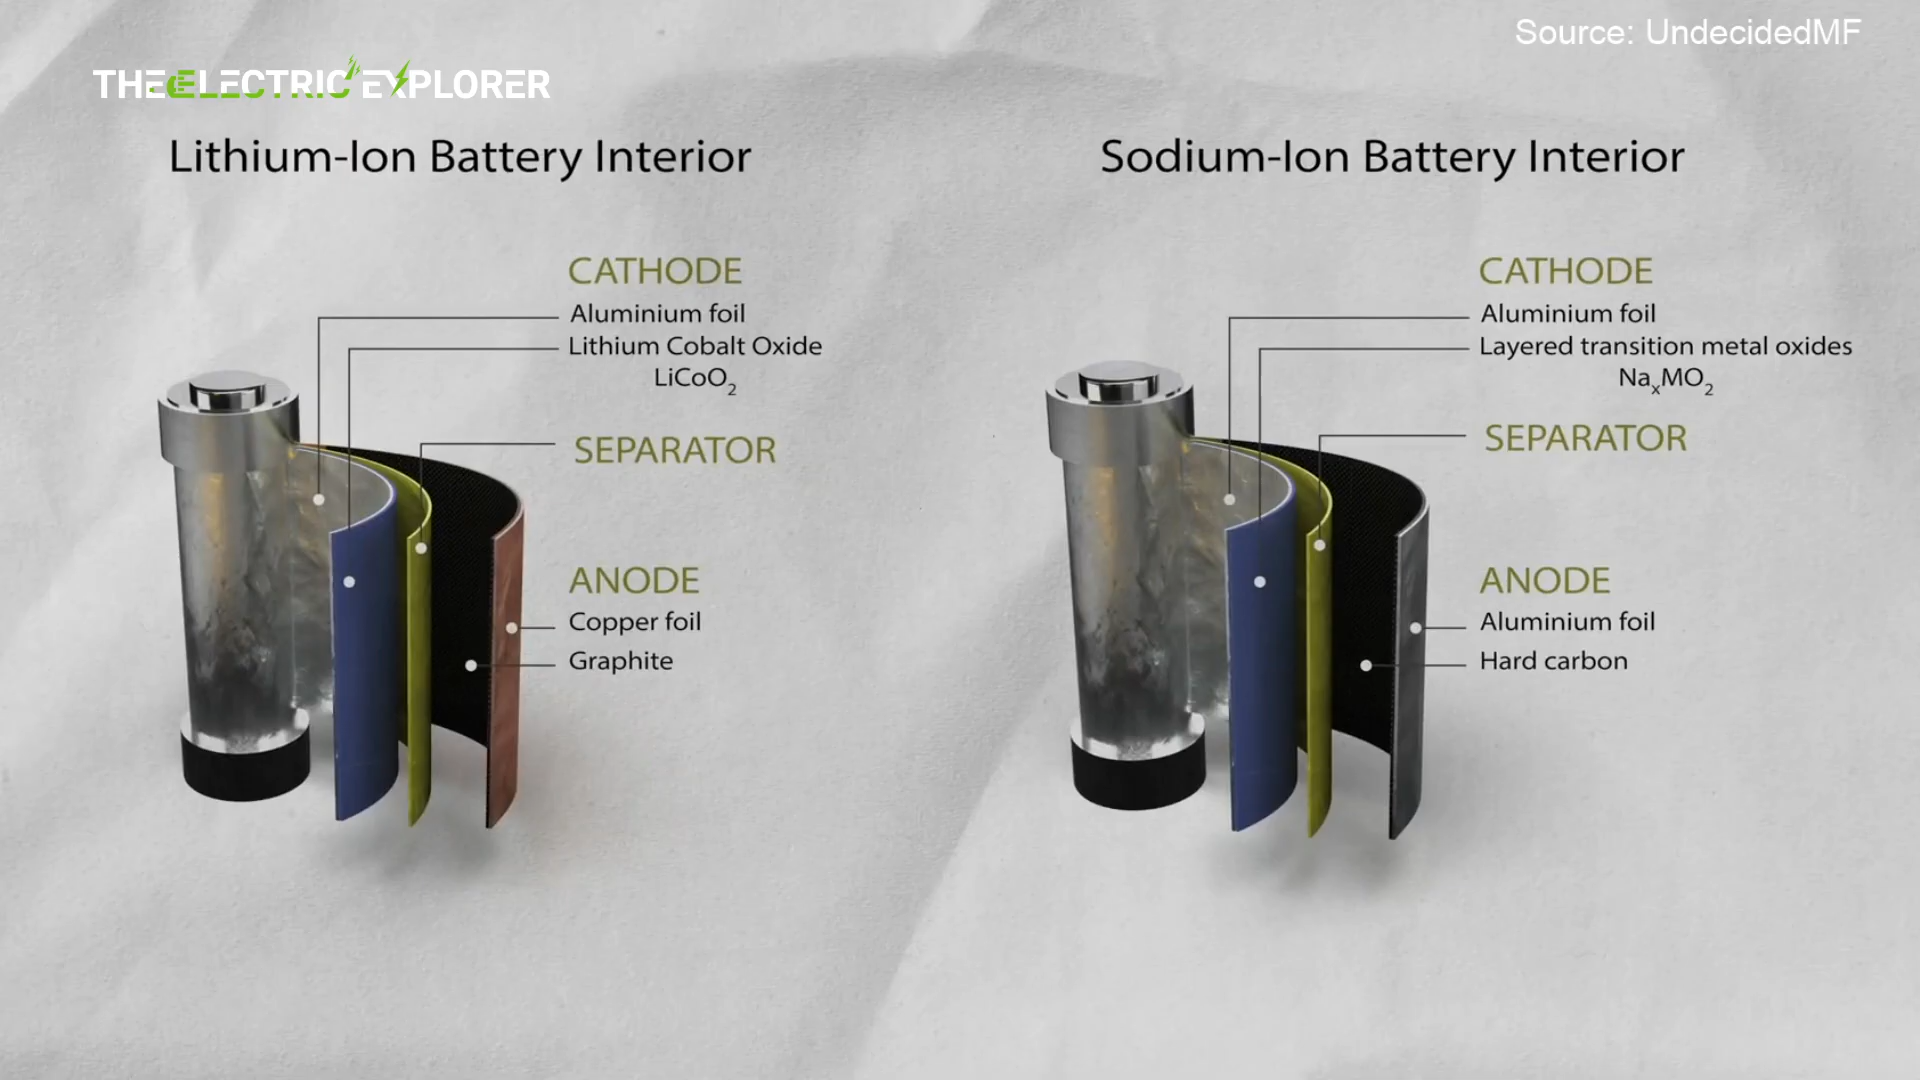 Source: UndecidedMF
THE ELECTRIC EXPLORER
Lithium-Ion Battery Interior
CATHODE
Aluminium foil
Lithium Cobalt Oxide
LiCoO₂
SEPARATOR
ANODE
Copper foil
Graphite
Sodium-Ion Battery Interior
CATHODE
Aluminium foil
Layered transition metal oxides
NaₓMO₂
SEPARATOR
ANODE
Aluminium foil
Hard carbon